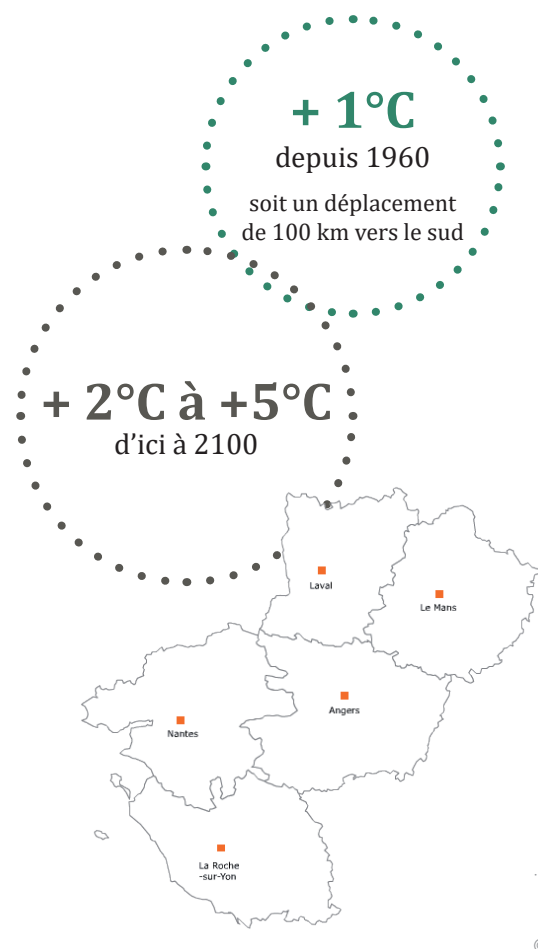 + 1°C
depuis 1960
soit un déplacement
de 100 km vers le sud
+ 2°C à +5°C
d'ici à 2100
Laval
Le Mans
Angers
Nantes
La Roche
-sur-Yon